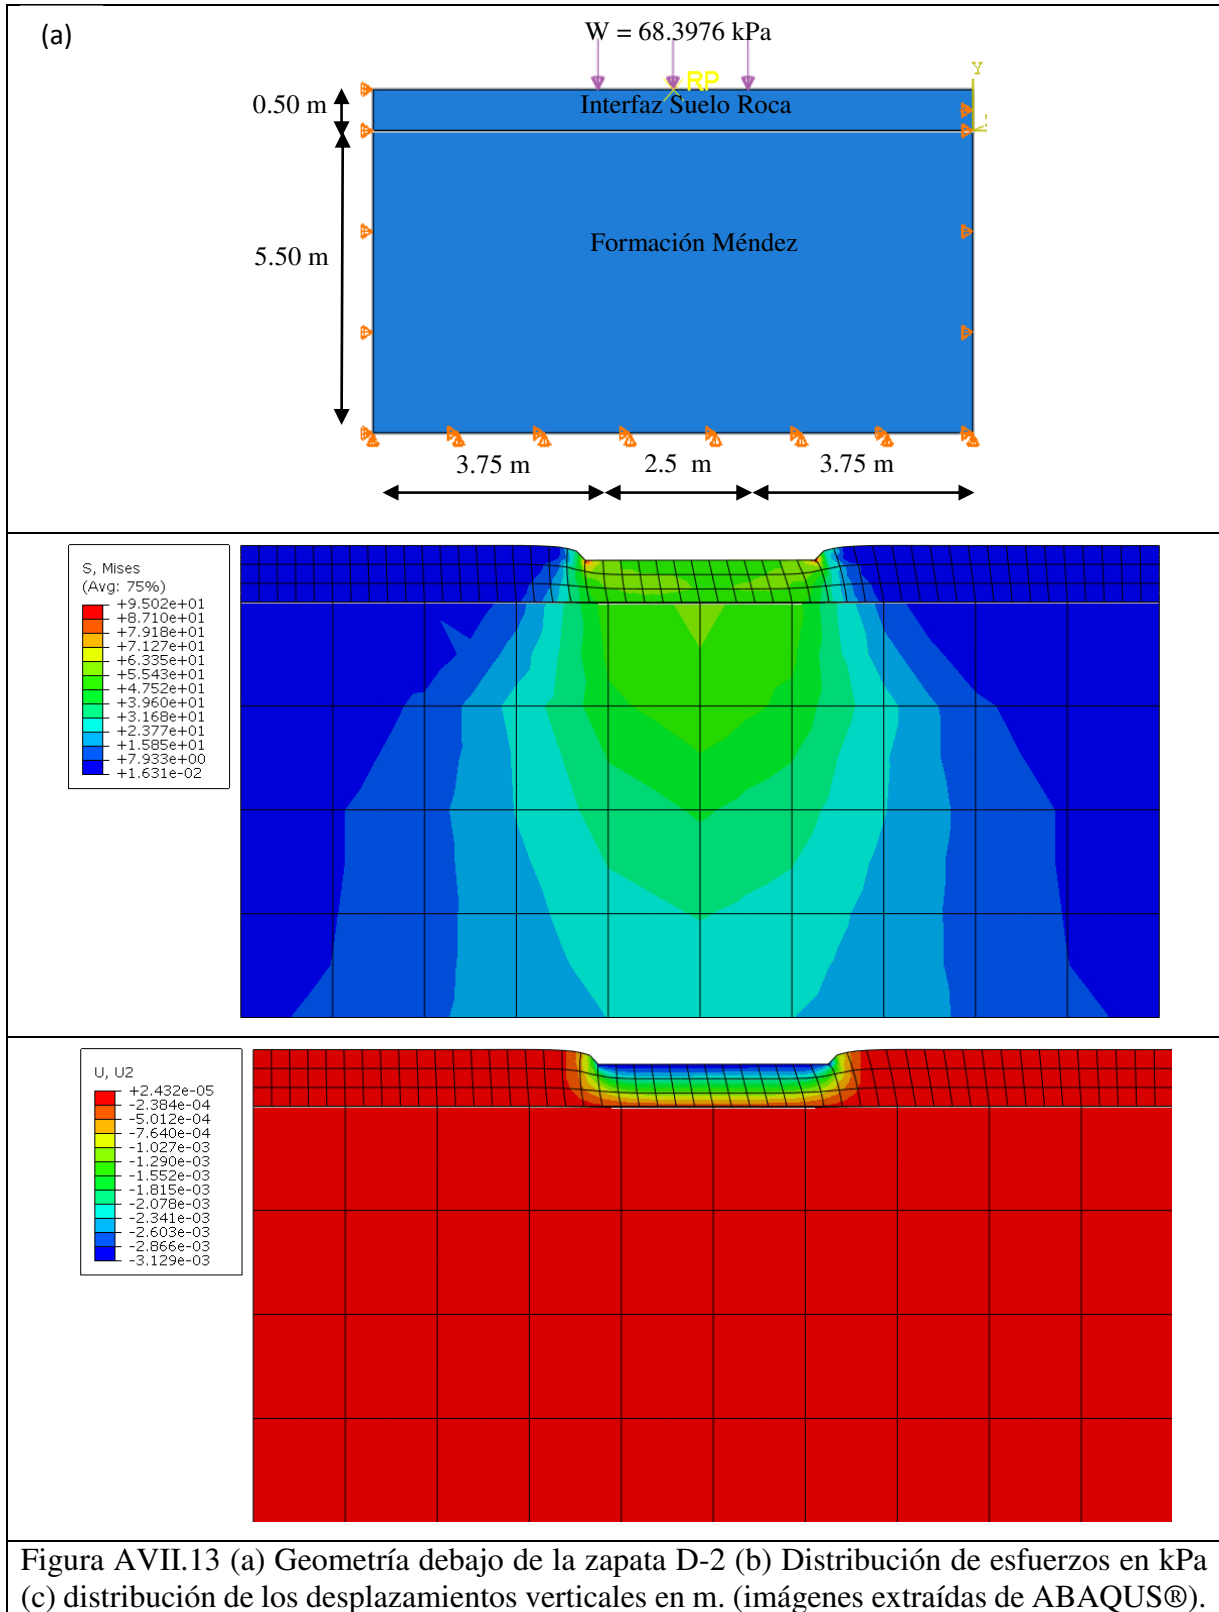 (a)
W = 68.3976 kPa
RP
Y
0.50 m
Interfaz Suelo Roca
Formación Méndez
5.50 m
3.75 m
2.5 m
3.75 m
S, Mises
(Avg: 75%)
+9.502e+01
+8.710e+01
+7.918e+01
+7.127e+01
+6.335e+01
+5.543e+01
+4.752e+01
+3.960e+01
+3.168e+01
+2.377e+01
+1.585e+01
+7.933e+00
+1.631e-02
U, U2
+2.432e-05
-2.384e-04
-5.012e-04
-7.640e-04
-1.027e-03
-1.290e-03
-1.552e-03
-1.815e-03
-2.078e-03
-2.341e-03
-2.603e-03
-2.866e-03
-3.129e-03
Figura AVII.13 (a) Geometría debajo de la zapata D-2 (b) Distribución de esfuerzos en kPa
(c) distribución de los desplazamientos verticales en m. (imágenes extraídas de ABAQUS®).